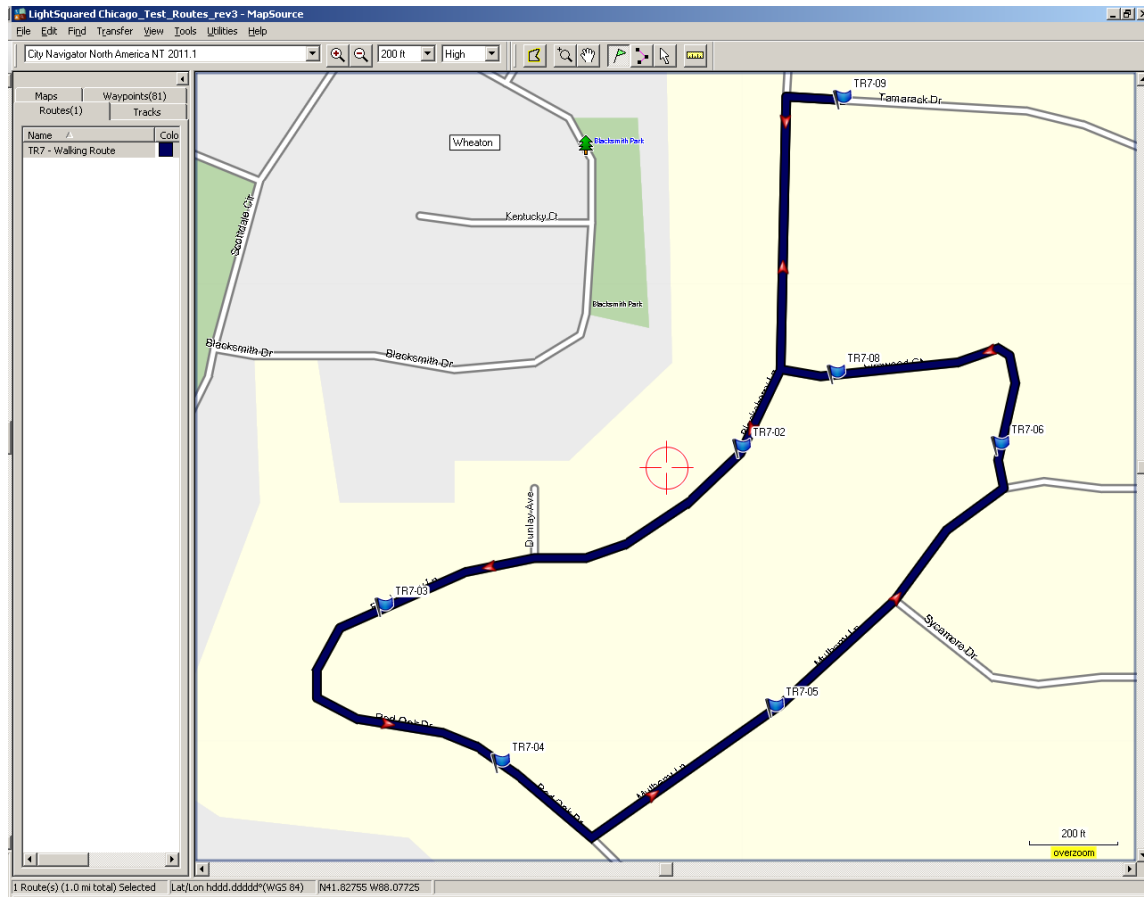 LightSquared Chicago_Test_Routes_rev3 - MapSource
File Edit Find Transfer View Tools Utilities Help
City Navigator North America NT 2011.1 200 ft High
Maps Waypoints(81)
Routes(1) Tracks
Name Colo
TR7 - Walking Route
TR7-09
Tamarack Dr
Wheaton
Blacksmith Park
Scottdale Cir
Kentucky Ct
Blacksmith Park
Blacksmith Dr
Blacksmith Dr
TR7-08
TR7-02
TR7-06
Dunlay Ave
TR7-03
Sycamore Dr
Mulberry Ln
TR7-05
Red Oak Dr
TR7-04
Mulberry Ln
Red Oak Dr
200 ft
overzoom
1 Route(s) (1.0 mi total) Selected Lat/Lon hddd.ddddd°(WGS 84) N41.82755 W88.07725